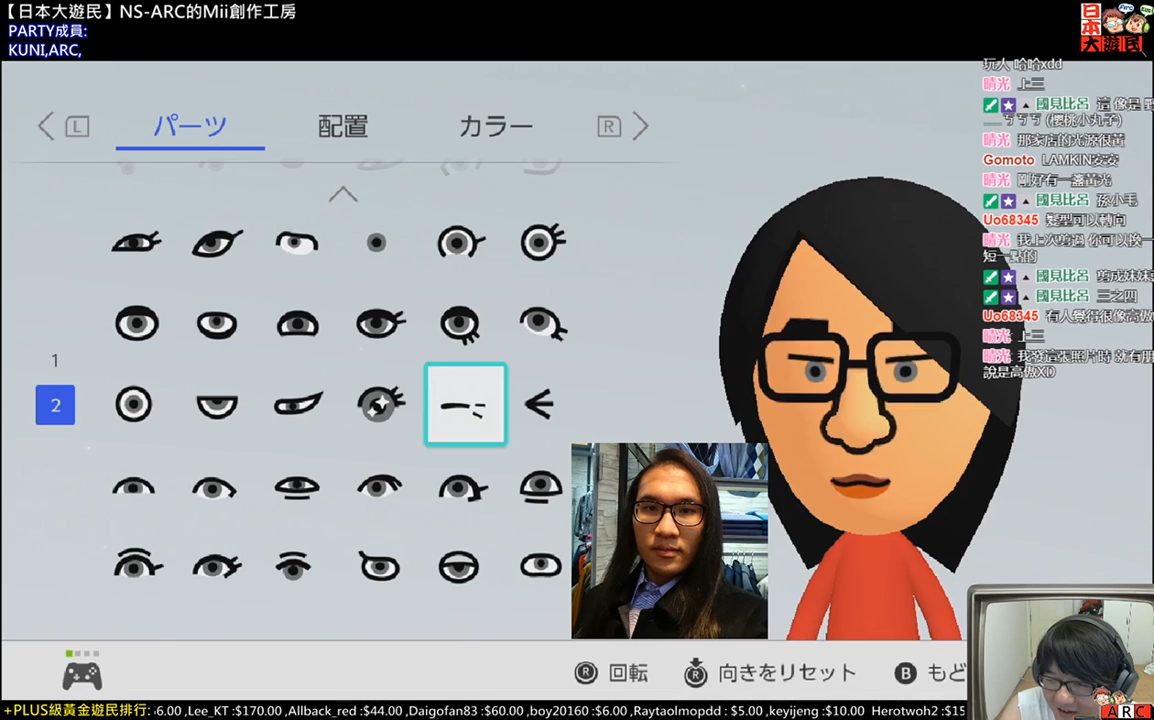 【日本大遊民】NS-ARC的Mii創作工房
PARTY成員:
KUNI,ARC,
日本大遊民
L
パーツ
配置
カラー
R
1
2
玩人 哈哈xdd
晴光 上三
國見比呂 這 像是 野
ㄎㄎㄎ (櫻桃小丸子)
晴光 那家店的光源很黃
Gomoto LAMKIN安安
晴光 剛好有一盞黃光
國見比呂 孫小毛
Uo68345 髮型可以轉向
晴光 我上次弄過 你可以換一
短一點的
國見比呂 剪成妹妹
國見比呂 三之四
Uo68345 有人覺得很像高傲
晴光 上三
晴光 我發這張照片時 就有朋
說是高傲XD
R 回転
R 向きをリセット
B もど
ARC
+PLUS級黃金遊民排行: $6.00 ,Lee_KT :$170.00 ,Allback_red :$44.00 ,Daigofan83 :$60.00 ,boy20160 :$6.00 ,Raytaolmopdd : $5.00 ,keyijeng :$10.00 Herotwoh2 :$15